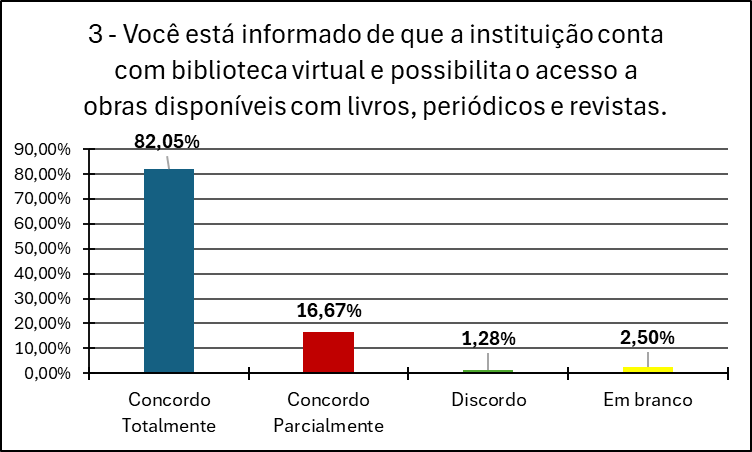 3 - Você está informado de que a instituição conta
com biblioteca virtual e possibilita o acesso a
obras disponíveis com livros, periódicos e revistas.
90,00%
80,00%
70,00%
60,00%
50,00%
40,00%
30,00%
20,00%
10,00%
0,00%
82,05%
16,67%
1,28%
2,50%
Concordo
Totalmente
Concordo
Parcialmente
Discordo
Em branco